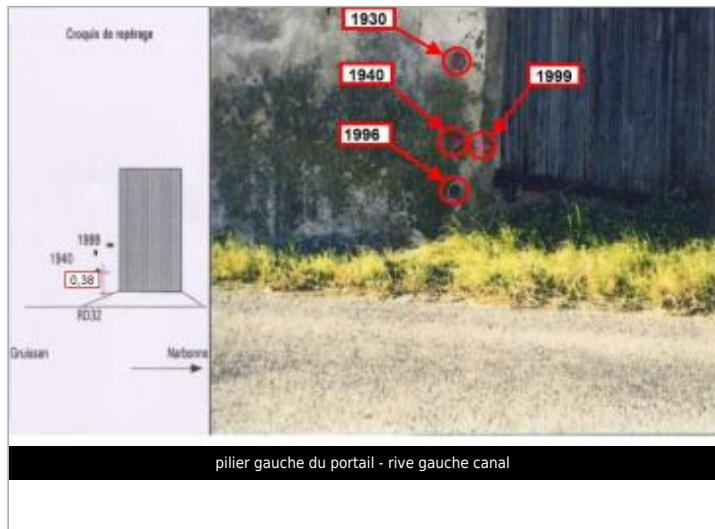 Croquis de repérage
1999
1940
0,38
RD32
Gruissan
Narbonne
1930
1940
1999
1996
pilier gauche du portail - rive gauche canal